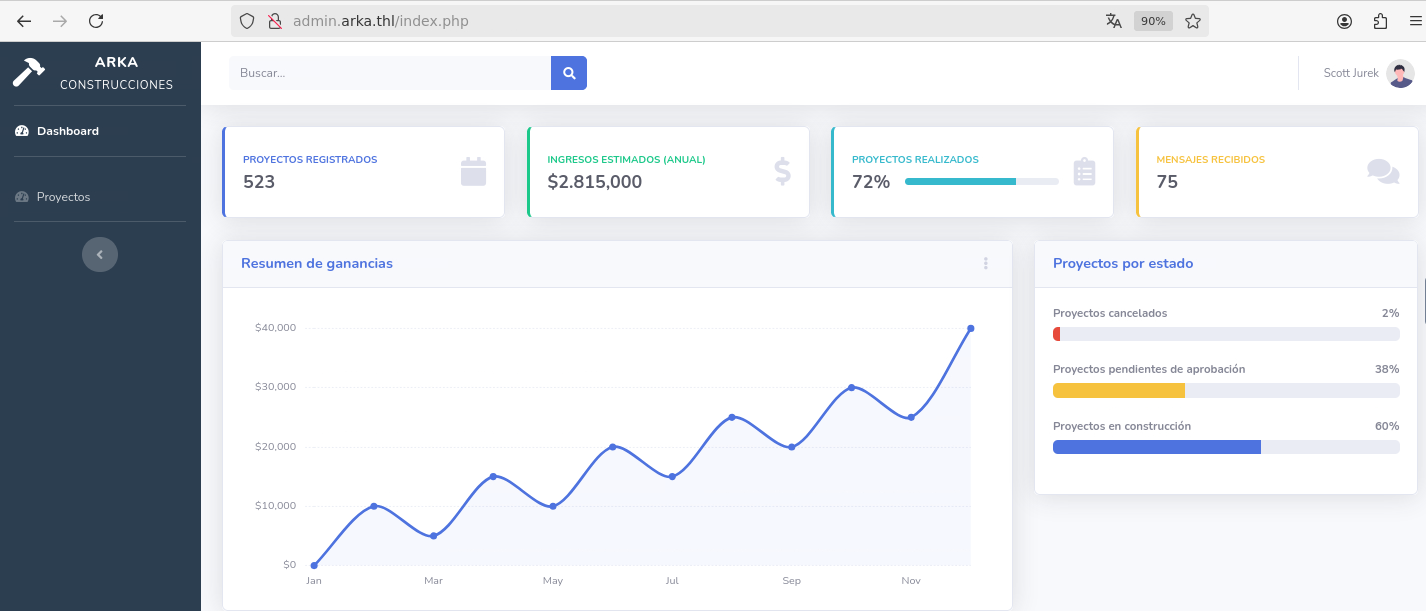 admin.arka.thl/index.php
90%
ARKA
CONSTRUCCIONES
Buscar...
Scott Jurek
Dashboard
Proyectos
PROYECTOS REGISTRADOS
523
INGRESOS ESTIMADOS (ANUAL)
$2.815,000
PROYECTOS REALIZADOS
72%
MENSAJES RECIBIDOS
75
Resumen de ganancias
$40,000
$30,000
$20,000
$10,000
$0
Jan Mar May Jul Sep Nov
Proyectos por estado
Proyectos cancelados 2%
Proyectos pendientes de aprobación 38%
Proyectos en construcción 60%